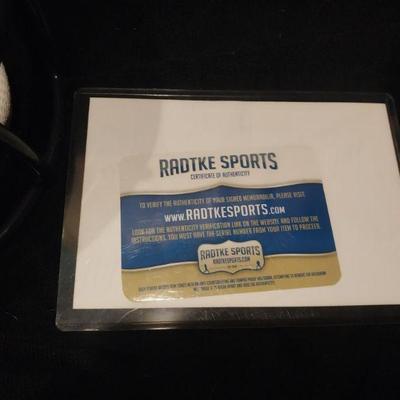 RADTKE SPORTS
CERTIFICATE OF AUTHENTICITY
TO VERIFY THE AUTHENTICITY OF YOUR SIGNED MEMORABILIA, PLEASE VISIT
WWW.RADTKESPORTS.COM
LOOK FOR THE AUTHENTICITY VERIFICATION LINK ON THE WEBSITE AND FOLLOW THE
INSTRUCTIONS. YOU MUST HAVE THE SERIAL NUMBER FROM YOUR ITEM TO PROCEED.
RADTKE SPORTS
RADTKESPORTS.COM